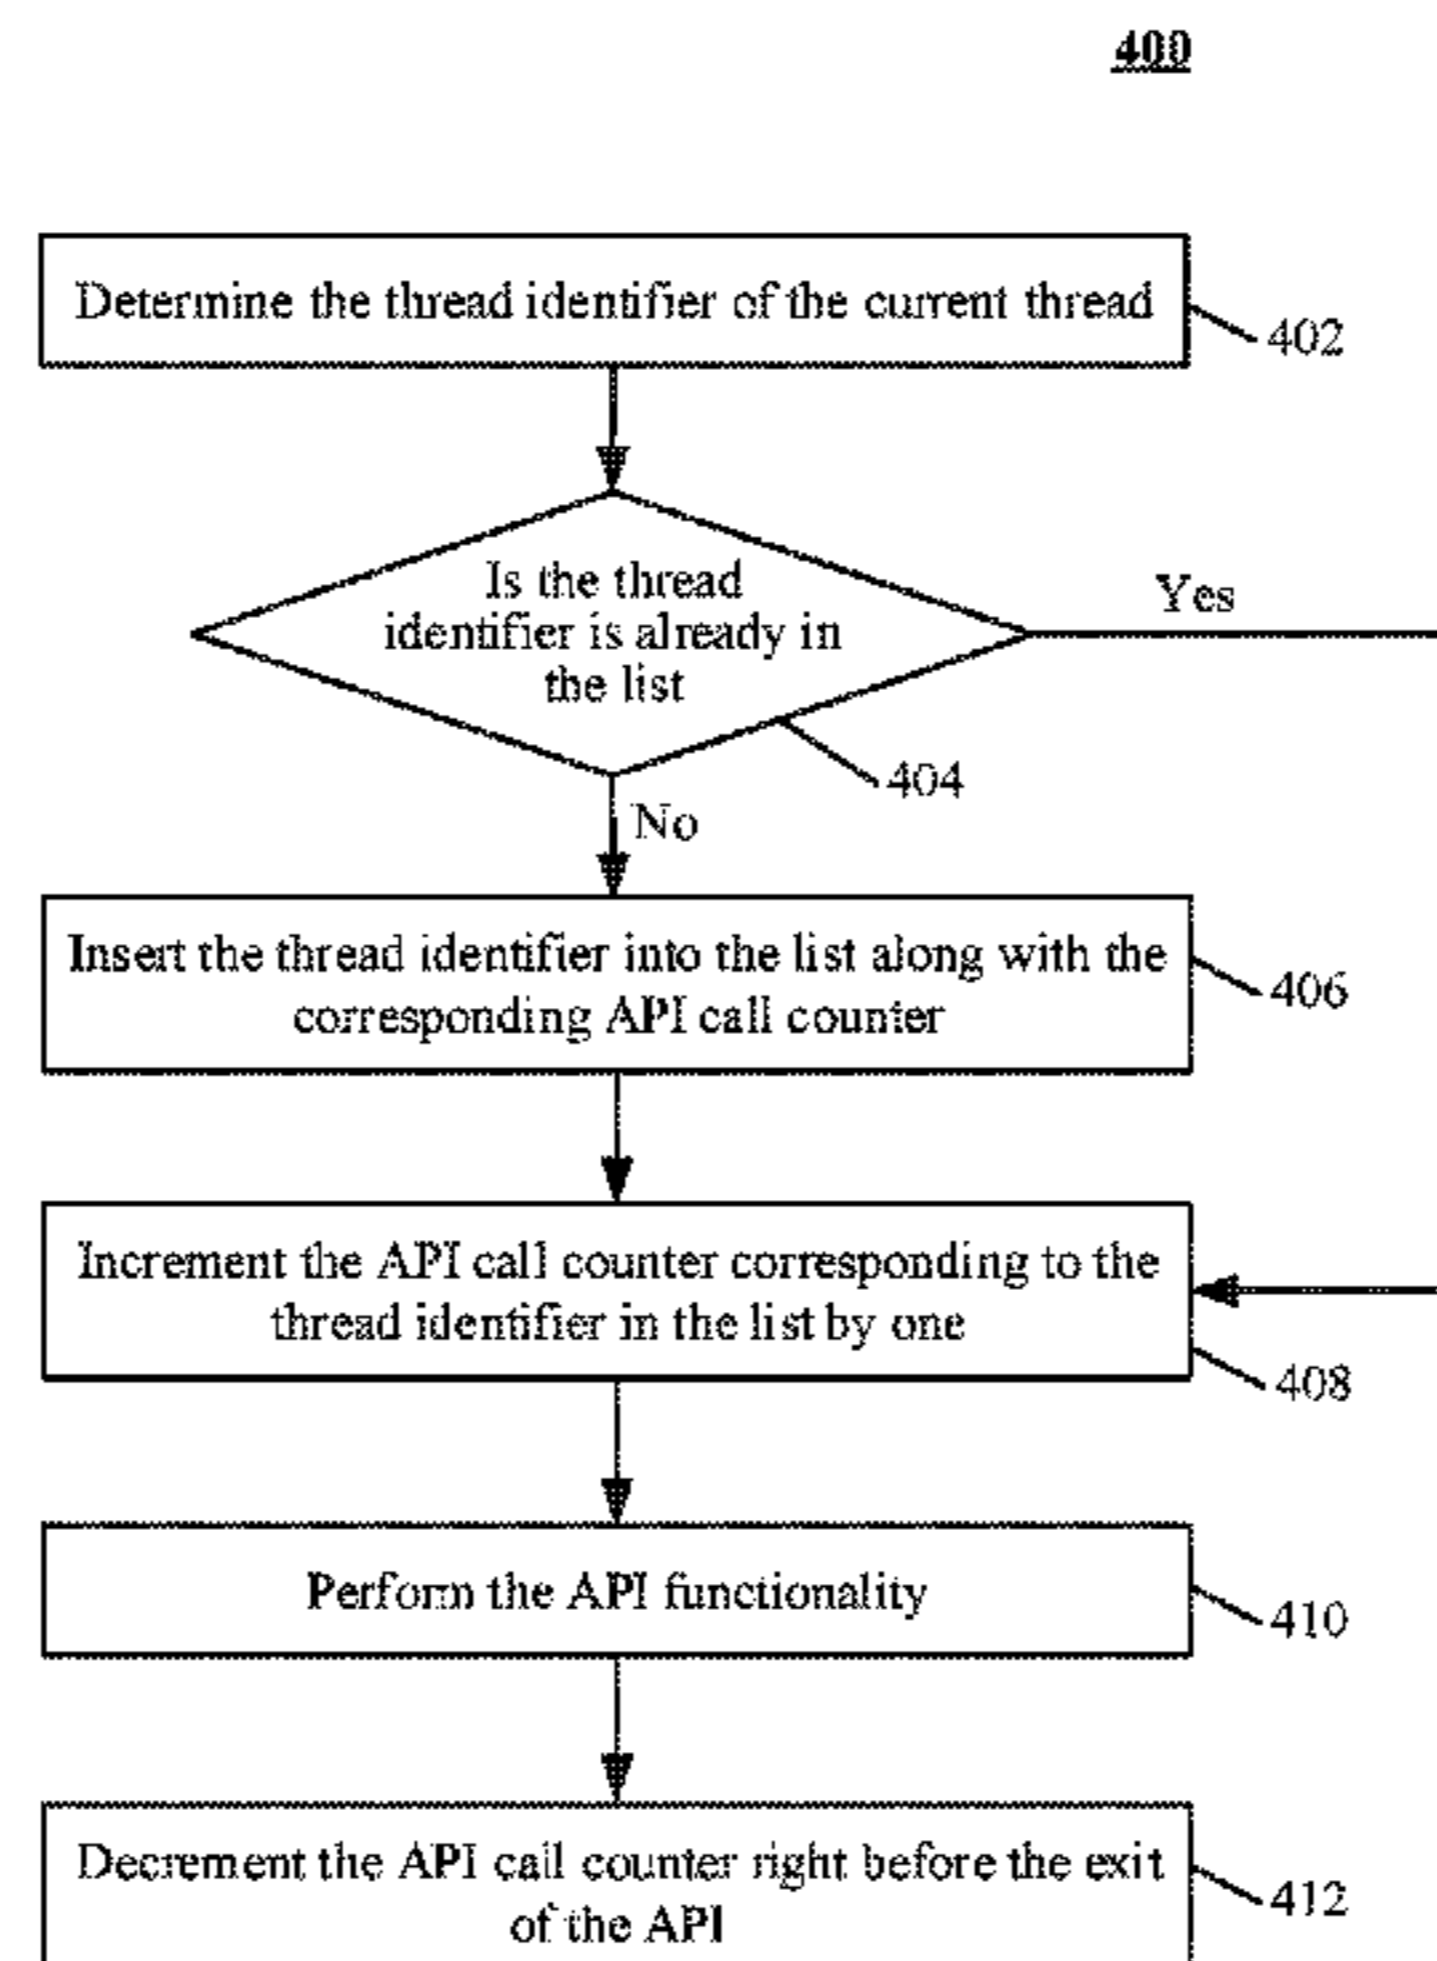 400
Determine the thread identifier of the current thread
402
Is the thread
Yes
identifier is already in
the list
404
No
Insert the thread identifier into the list along with the
406
corresponding API call counter
Increment the API call counter corresponding to the
thread identifier in the list by one
408
Perform the API functionality
410
Decrement the API call counter right before the exit
412
of the API